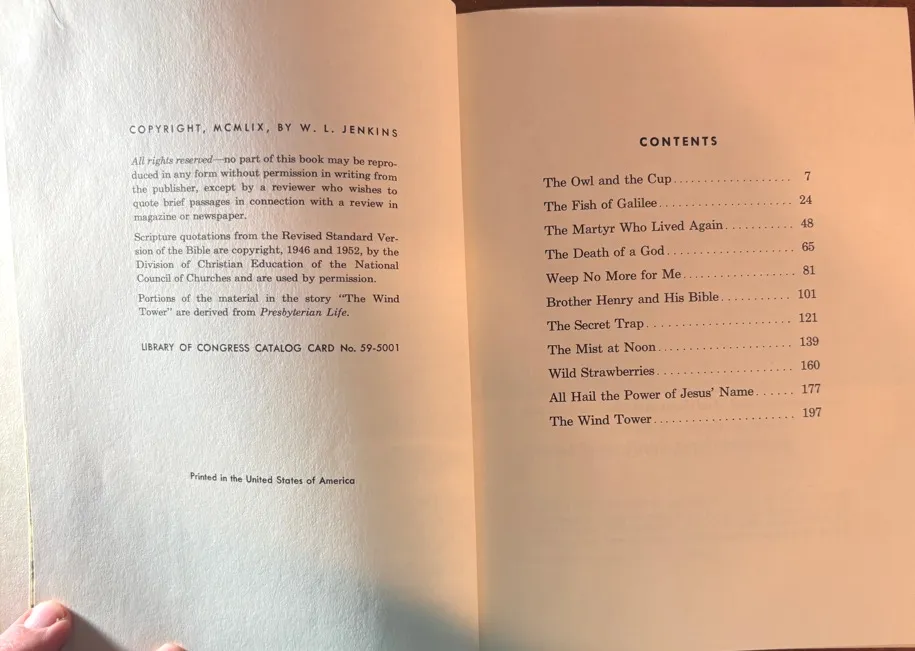 COPYRIGHT, MCMLIX, BY W. L. JENKINS
All rights reserved—no part of this book may be repro-
duced in any form without permission in writing from
the publisher, except by a reviewer who wishes to
quote brief passages in connection with a review in
magazine or newspaper.
Scripture quotations from the Revised Standard Ver-
sion of the Bible are copyright, 1946 and 1952, by the
Division of Christian Education of the National
Council of Churches and are used by permission.
Portions of the material in the story "The Wind
Tower" are derived from Presbyterian Life.
LIBRARY OF CONGRESS CATALOG CARD No. 59-5001
Printed in the United States of America
CONTENTS
The Owl and the Cup.................... 7
The Fish of Galilee..................... 24
The Martyr Who Lived Again........... 48
The Death of a God.................... 65
Weep No More for Me................. 81
Brother Henry and His Bible........... 101
The Secret Trap....................... 121
The Mist at Noon..................... 139
Wild Strawberries..................... 160
All Hail the Power of Jesus' Name...... 177
The Wind Tower...................... 197